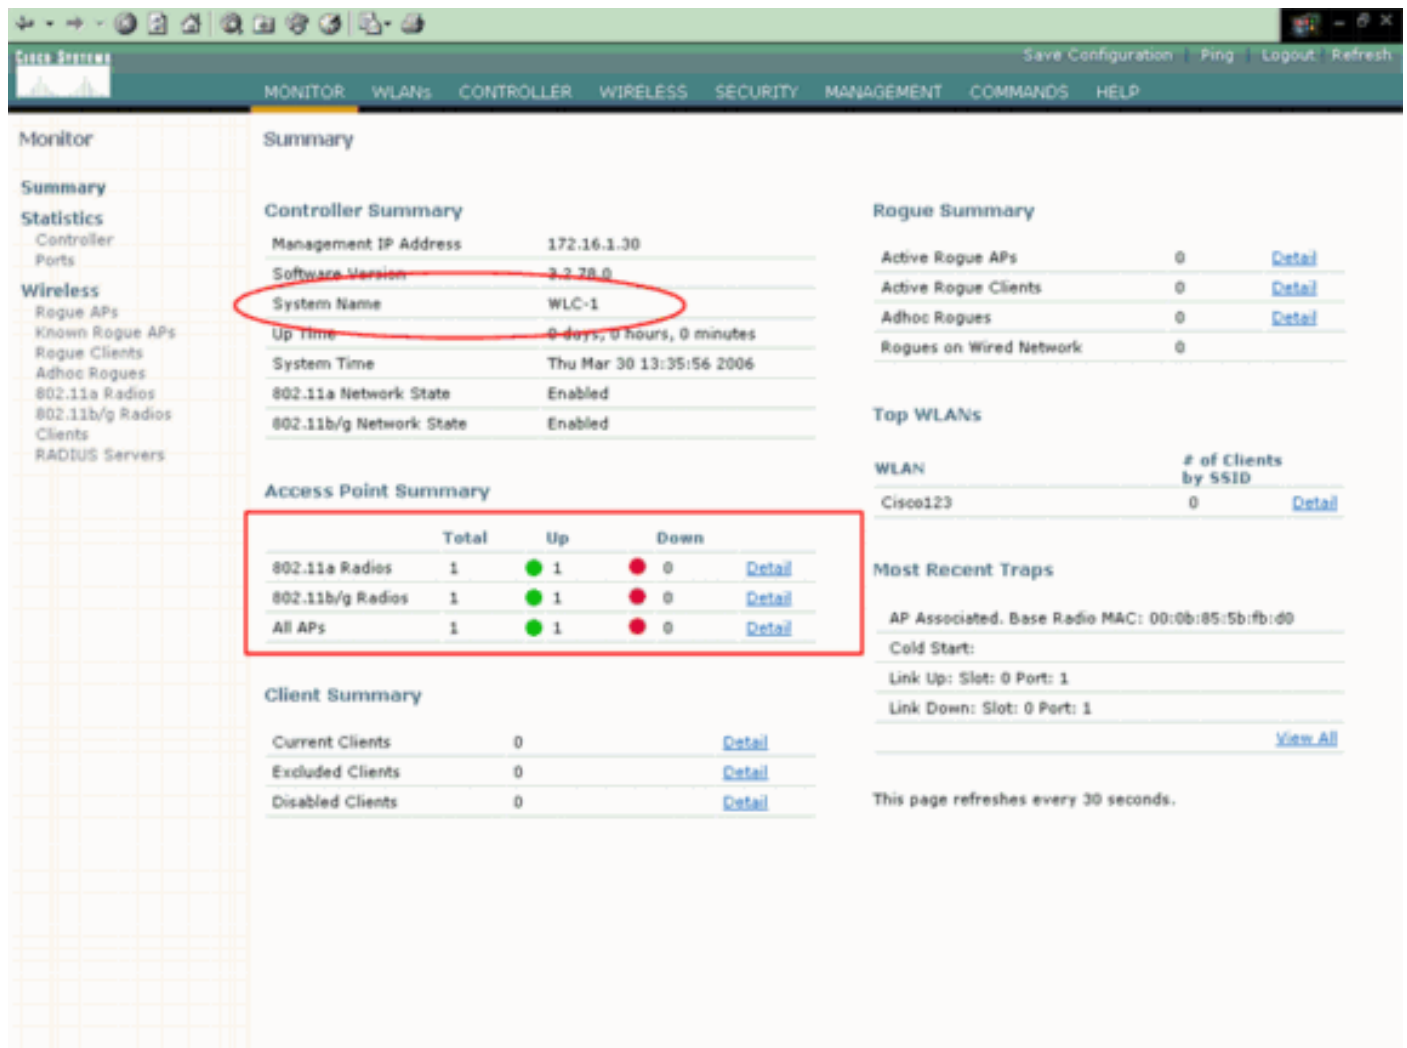 CISCO SYSTEMS
Save Configuration | Ping | Logout | Refresh
MONITOR WLANs CONTROLLER WIRELESS SECURITY MANAGEMENT COMMANDS HELP
Monitor
Summary
Statistics
Controller
Ports
Wireless
Rogue APs
Known Rogue APs
Rogue Clients
Adhoc Rogues
802.11a Radios
802.11b/g Radios
Clients
RADIUS Servers
Summary
Controller Summary
Management IP Address 172.16.1.30
Software Version 3.2.78.0
System Name WLC-1
Up Time 0 days, 0 hours, 0 minutes
System Time Thu Mar 30 13:35:56 2006
802.11a Network State Enabled
802.11b/g Network State Enabled
Access Point Summary
Total Up Down
802.11a Radios 1 1 0 Detail
802.11b/g Radios 1 1 0 Detail
All APs 1 1 0 Detail
Client Summary
Current Clients 0 Detail
Excluded Clients 0 Detail
Disabled Clients 0 Detail
Rogue Summary
Active Rogue APs 0 Detail
Active Rogue Clients 0 Detail
Adhoc Rogues 0 Detail
Rogues on Wired Network 0
Top WLANs
WLAN # of Clients
by SSID
Cisco123 0 Detail
Most Recent Traps
AP Associated. Base Radio MAC: 00:0b:85:5b:fb:d0
Cold Start:
Link Up: Slot: 0 Port: 1
Link Down: Slot: 0 Port: 1
View All
This page refreshes every 30 seconds.